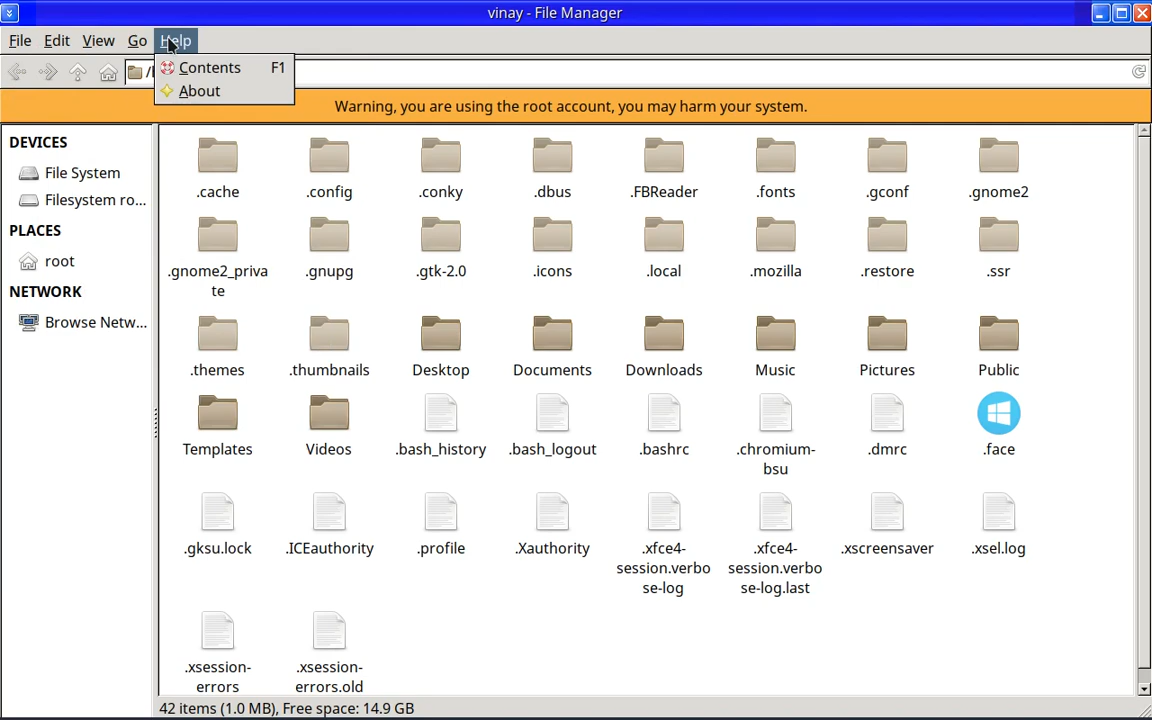 vinay - File Manager
File Edit View Go Help
Contents F1
About
Warning, you are using the root account, you may harm your system.
DEVICES
File System
Filesystem ro...
PLACES
root
NETWORK
Browse Netw...
.cache .config .conky .dbus .FBReader .fonts .gconf .gnome2
.gnome2_priva
te
.gnupg .gtk-2.0 .icons .local .mozilla .restore .ssr
.themes .thumbnails Desktop Documents Downloads Music Pictures Public
Templates Videos .bash_history .bash_logout .bashrc .chromium-
bsu
.dmrc .face
.gksu.lock .ICEauthority .profile .Xauthority .xfce4-
session.verbo
se-log
.xfce4-
session.verbo
se-log.last
.xscreensaver .xsel.log
.xsession-
errors
.xsession-
errors.old
42 items (1.0 MB), Free space: 14.9 GB